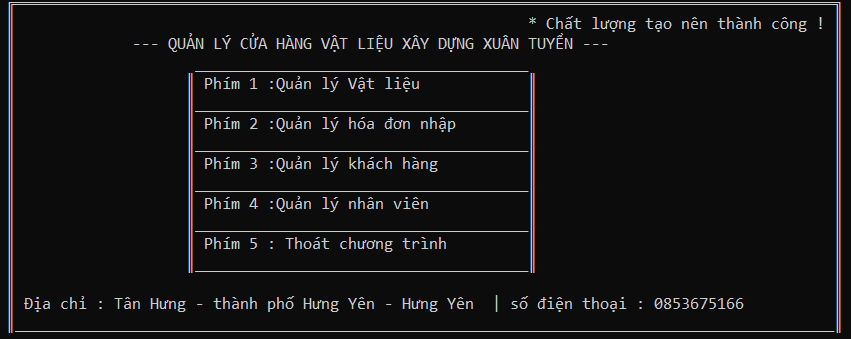 * Chất lượng tạo nên thành công !
--- QUẢN LÝ CỬA HÀNG VẬT LIỆU XÂY DỰNG XUÂN TUYỂN ---
Phím 1 :Quản lý Vật liệu
Phím 2 :Quản lý hóa đơn nhập
Phím 3 :Quản lý khách hàng
Phím 4 :Quản lý nhân viên
Phím 5 : Thoát chương trình
Địa chỉ : Tân Hưng - thành phố Hưng Yên - Hưng Yên | số điện thoại : 0853675166